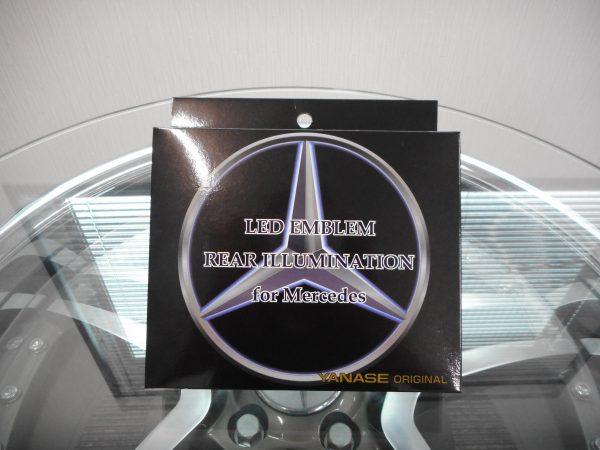 LED EMBLEM
REAR ILLUMINATION
for Mercedes
YANASE ORIGINAL